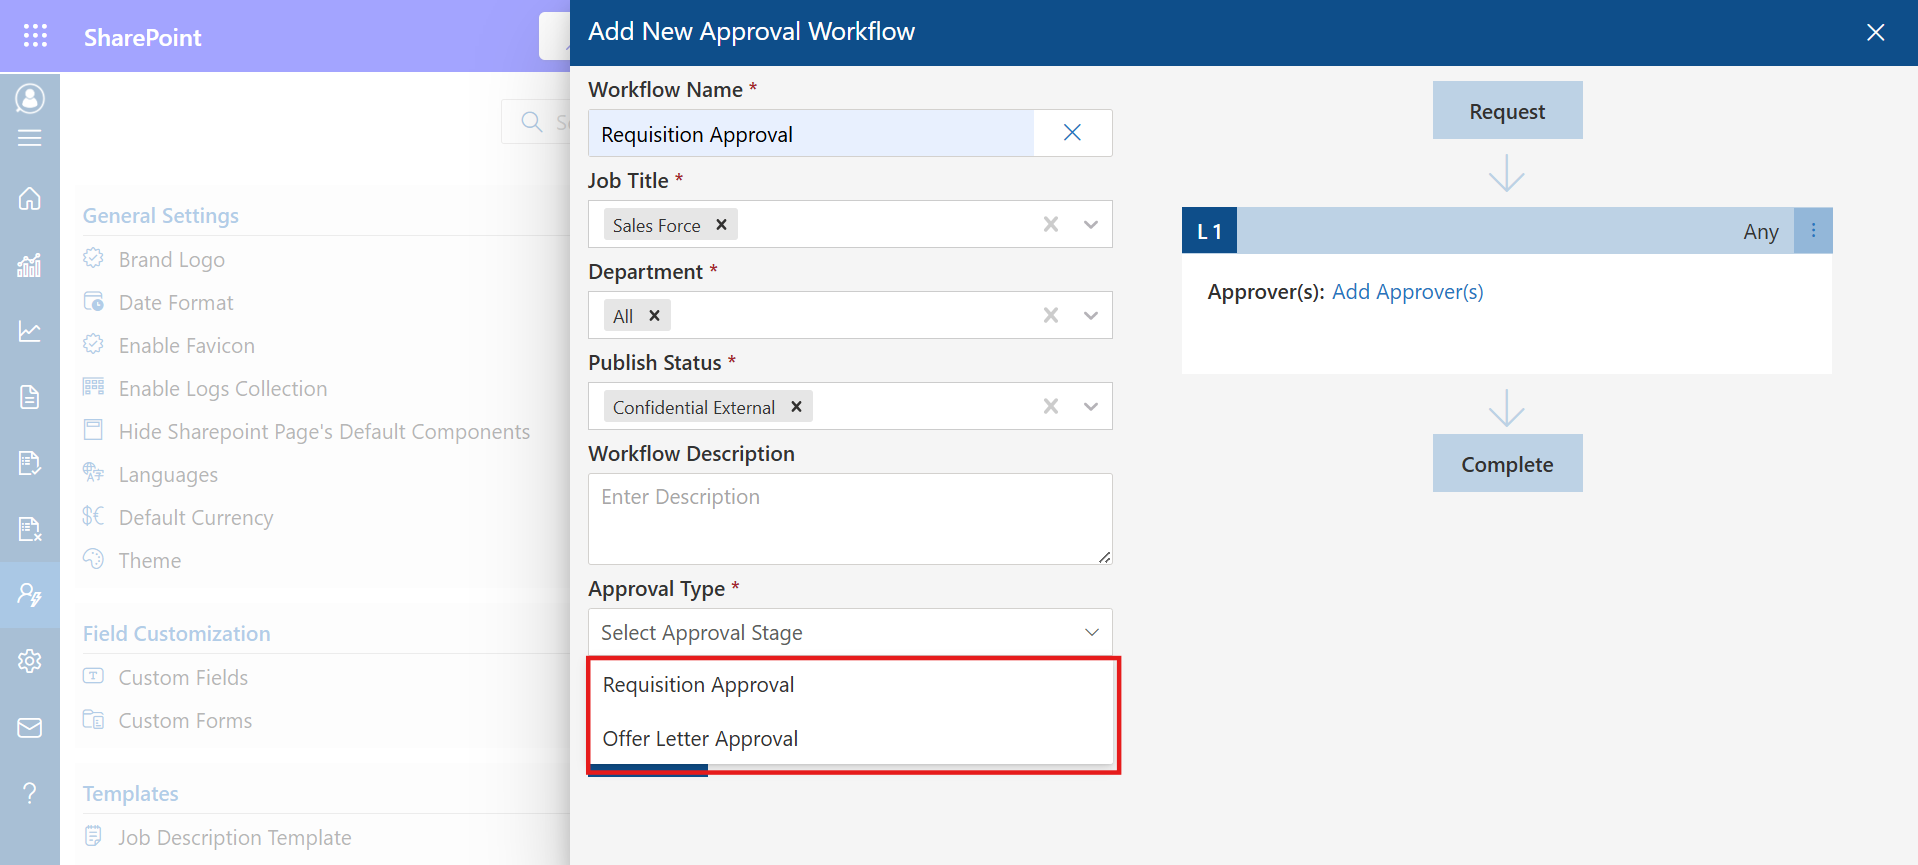 SharePoint
General Settings
Brand Logo
Date Format
Enable Favicon
Enable Logs Collection
Hide Sharepoint Page's Default Components
Languages
Default Currency
Theme
Field Customization
Custom Fields
Custom Forms
Templates
Job Description Template
Add New Approval Workflow
Workflow Name *
Requisition Approval
Job Title *
Sales Force
Department *
All
Publish Status *
Confidential External
Workflow Description
Enter Description
Approval Type *
Select Approval Stage
Requisition Approval
Offer Letter Approval
Request
L 1 Any
Approver(s): Add Approver(s)
Complete